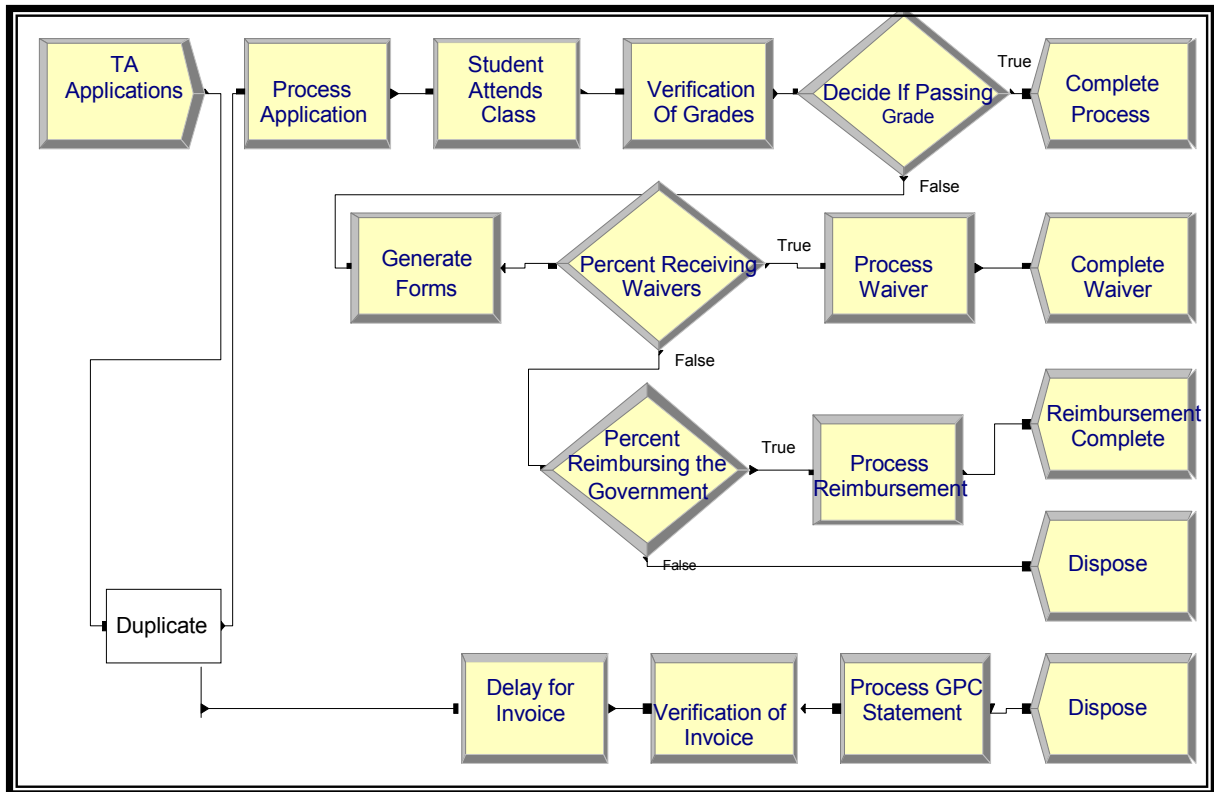 TA
Applications
Process
Application
Student
Attends
Class
Verification
Of Grades
Decide If Passing
Grade
True
Complete
Process
False
Generate
Forms
Percent Receiving
Waivers
True
Process
Waiver
Complete
Waiver
False
Percent
Reimbursing the
Government
True
Process
Reimbursement
Reimbursement
Complete
False
Dispose
Duplicate
Delay for
Invoice
Verification of
Invoice
Process GPC
Statement
Dispose